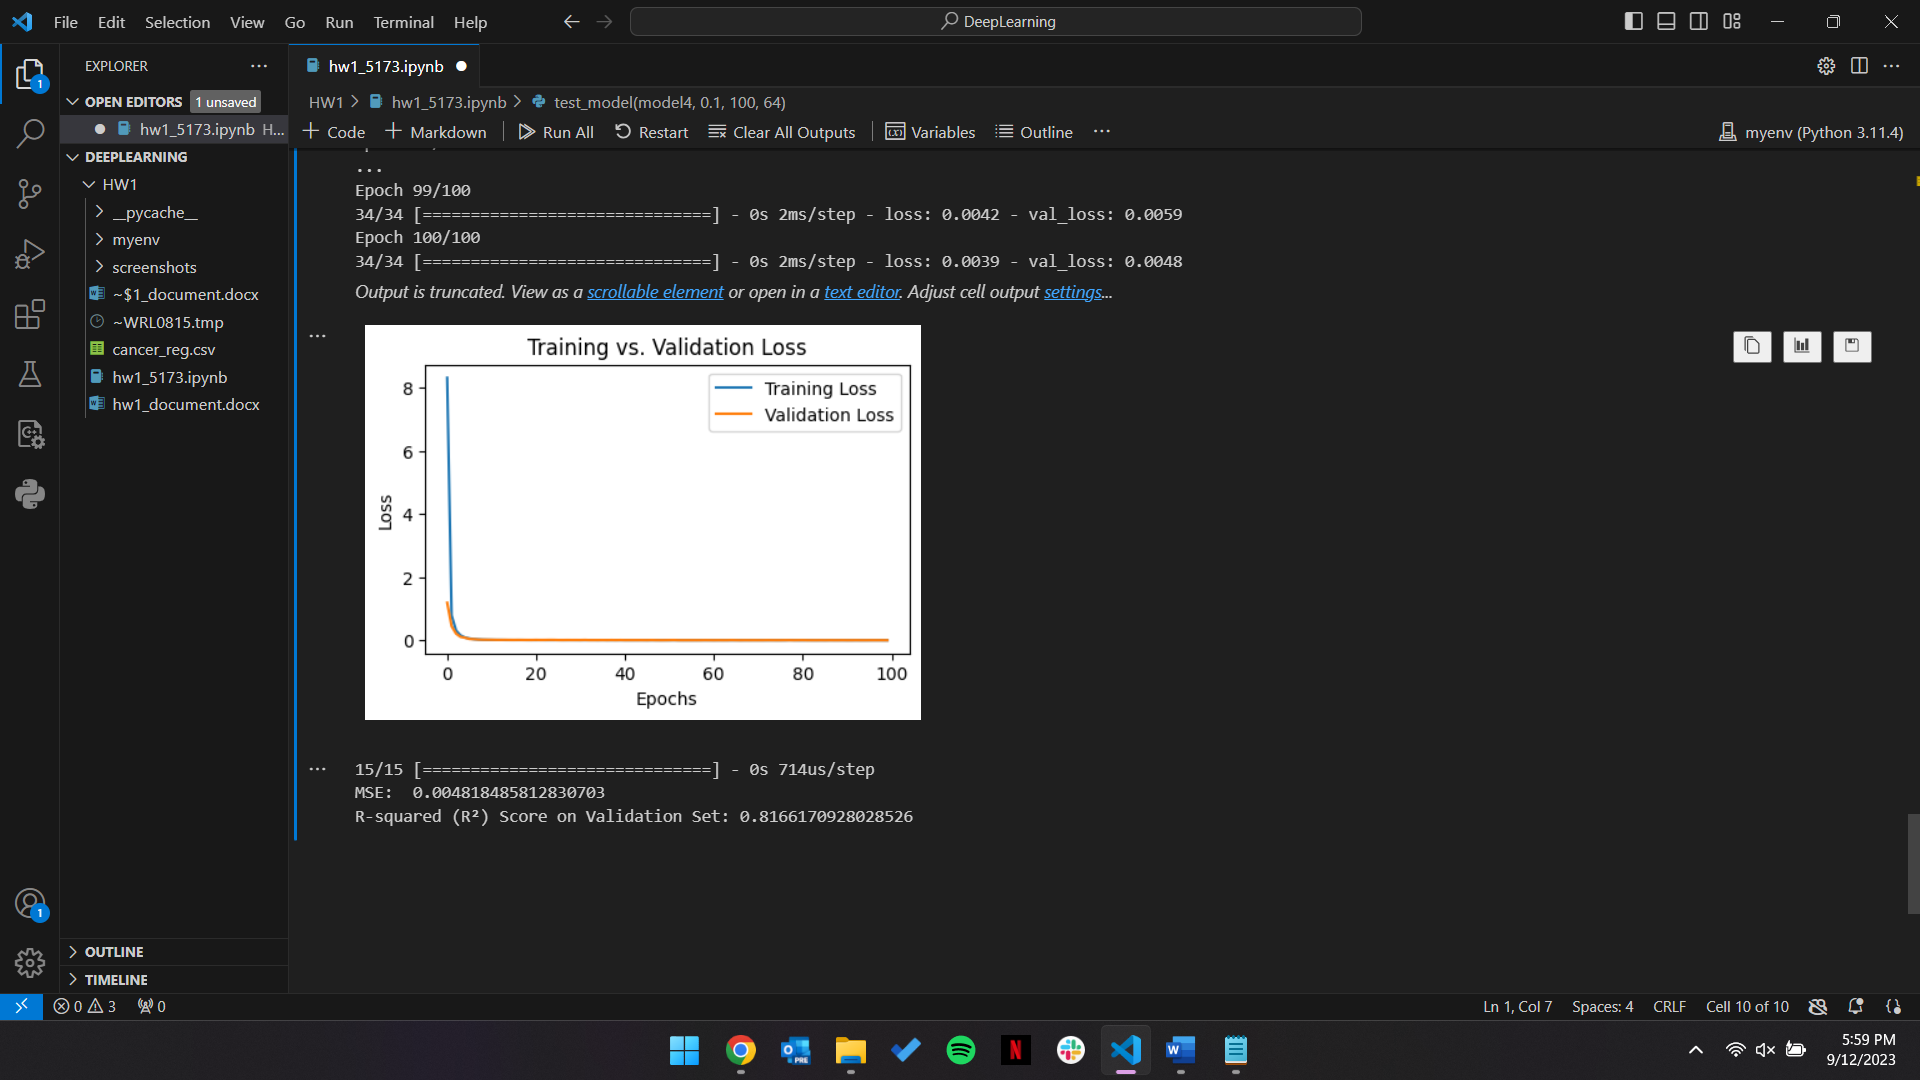 File Edit Selection View Go Run Terminal Help
DeepLearning
EXPLORER
hw1_5173.ipynb
OPEN EDITORS 1 unsaved
hw1_5173.ipynb H...
DEEPLEARNING
HW1
__pycache__
myenv
screenshots
~$1_document.docx
~WRL0815.tmp
cancer_reg.csv
hw1_5173.ipynb
hw1_document.docx
OUTLINE
TIMELINE
HW1 > hw1_5173.ipynb > test_model(model4, 0.1, 100, 64)
+ Code + Markdown Run All Restart Clear All Outputs Variables Outline ...
myenv (Python 3.11.4)
...
Epoch 99/100
34/34 [==============================] - 0s 2ms/step - loss: 0.0042 - val_loss: 0.0059
Epoch 100/100
34/34 [==============================] - 0s 2ms/step - loss: 0.0039 - val_loss: 0.0048
Output is truncated. View as a scrollable element or open in a text editor. Adjust cell output settings...
Training vs. Validation Loss
Training Loss
Validation Loss
Loss
8
6
4
2
0
0 20 40 60 80 100
Epochs
15/15 [==============================] - 0s 714us/step
MSE:  0.004818485812830703
R-squared (R²) Score on Validation Set: 0.8166170928028526
1
1
0 3 0
Ln 1, Col 7 Spaces: 4 CRLF Cell 10 of 10
5:59 PM
9/12/2023